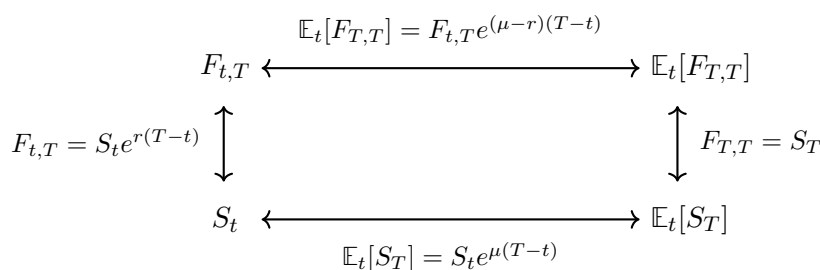 𝔼_t[F_{T,T}] = F_{t,T}e^{(μ−r)(T−t)}
F_{t,T} 𝔼_t[F_{T,T}]
F_{t,T} = S_te^{r(T−t)} F_{T,T} = S_T
S_t 𝔼_t[S_T]
𝔼_t[S_T] = S_te^{μ(T−t)}